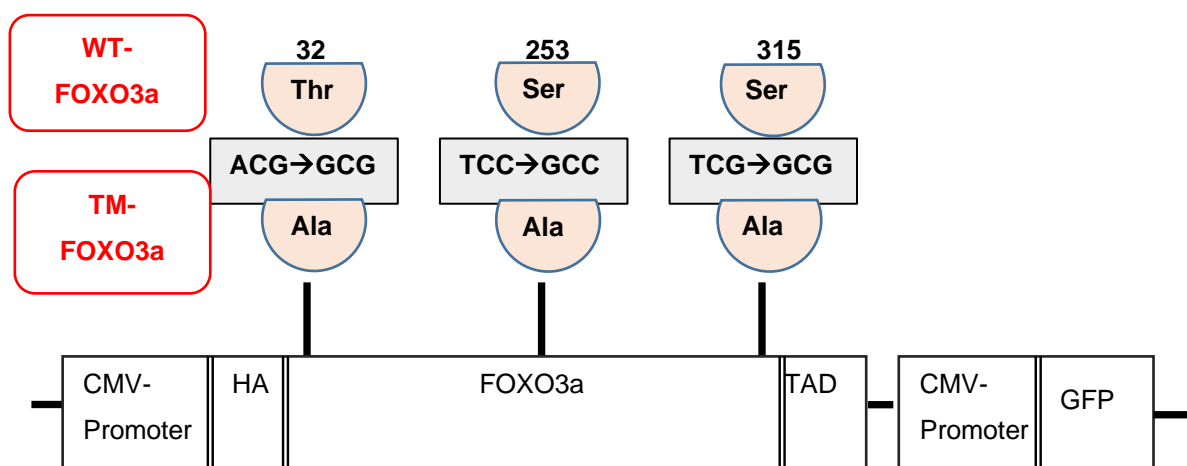 WT-
FOXO3a
32 253 315
Thr Ser Ser
ACG→GCG TCC→GCC TCG→GCG
TM-
FOXO3a
Ala Ala Ala
CMV-
Promoter
HA
FOXO3a
TAD
CMV-
Promoter
GFP